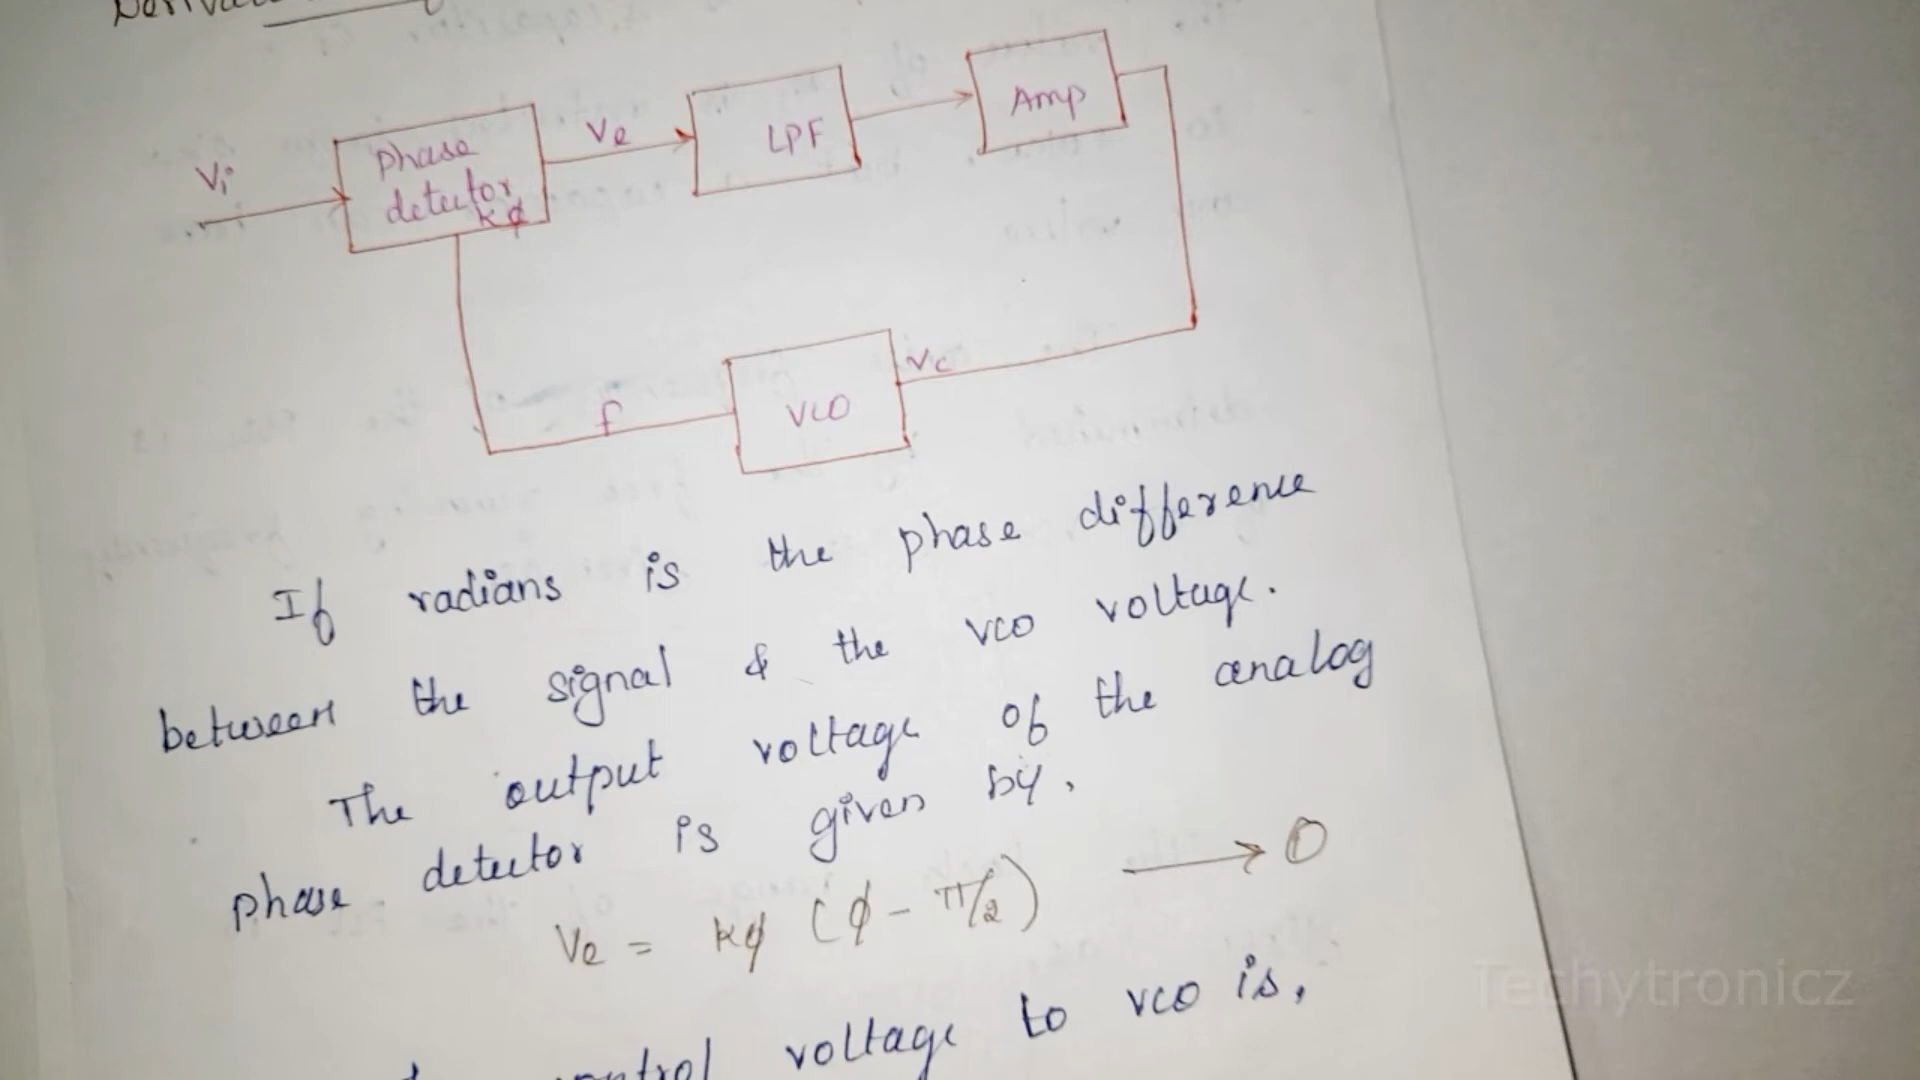 Vi
Phase
detector
kϕ
Ve
LPF
Amp
VCO
Vc
f
If radians is the phase difference
between the signal & the VCO voltage.
The output voltage of the analog
phase detector is given by,
Ve = kϕ (ϕ - π/2) → ①
control voltage to VCO is,
Techytronicz